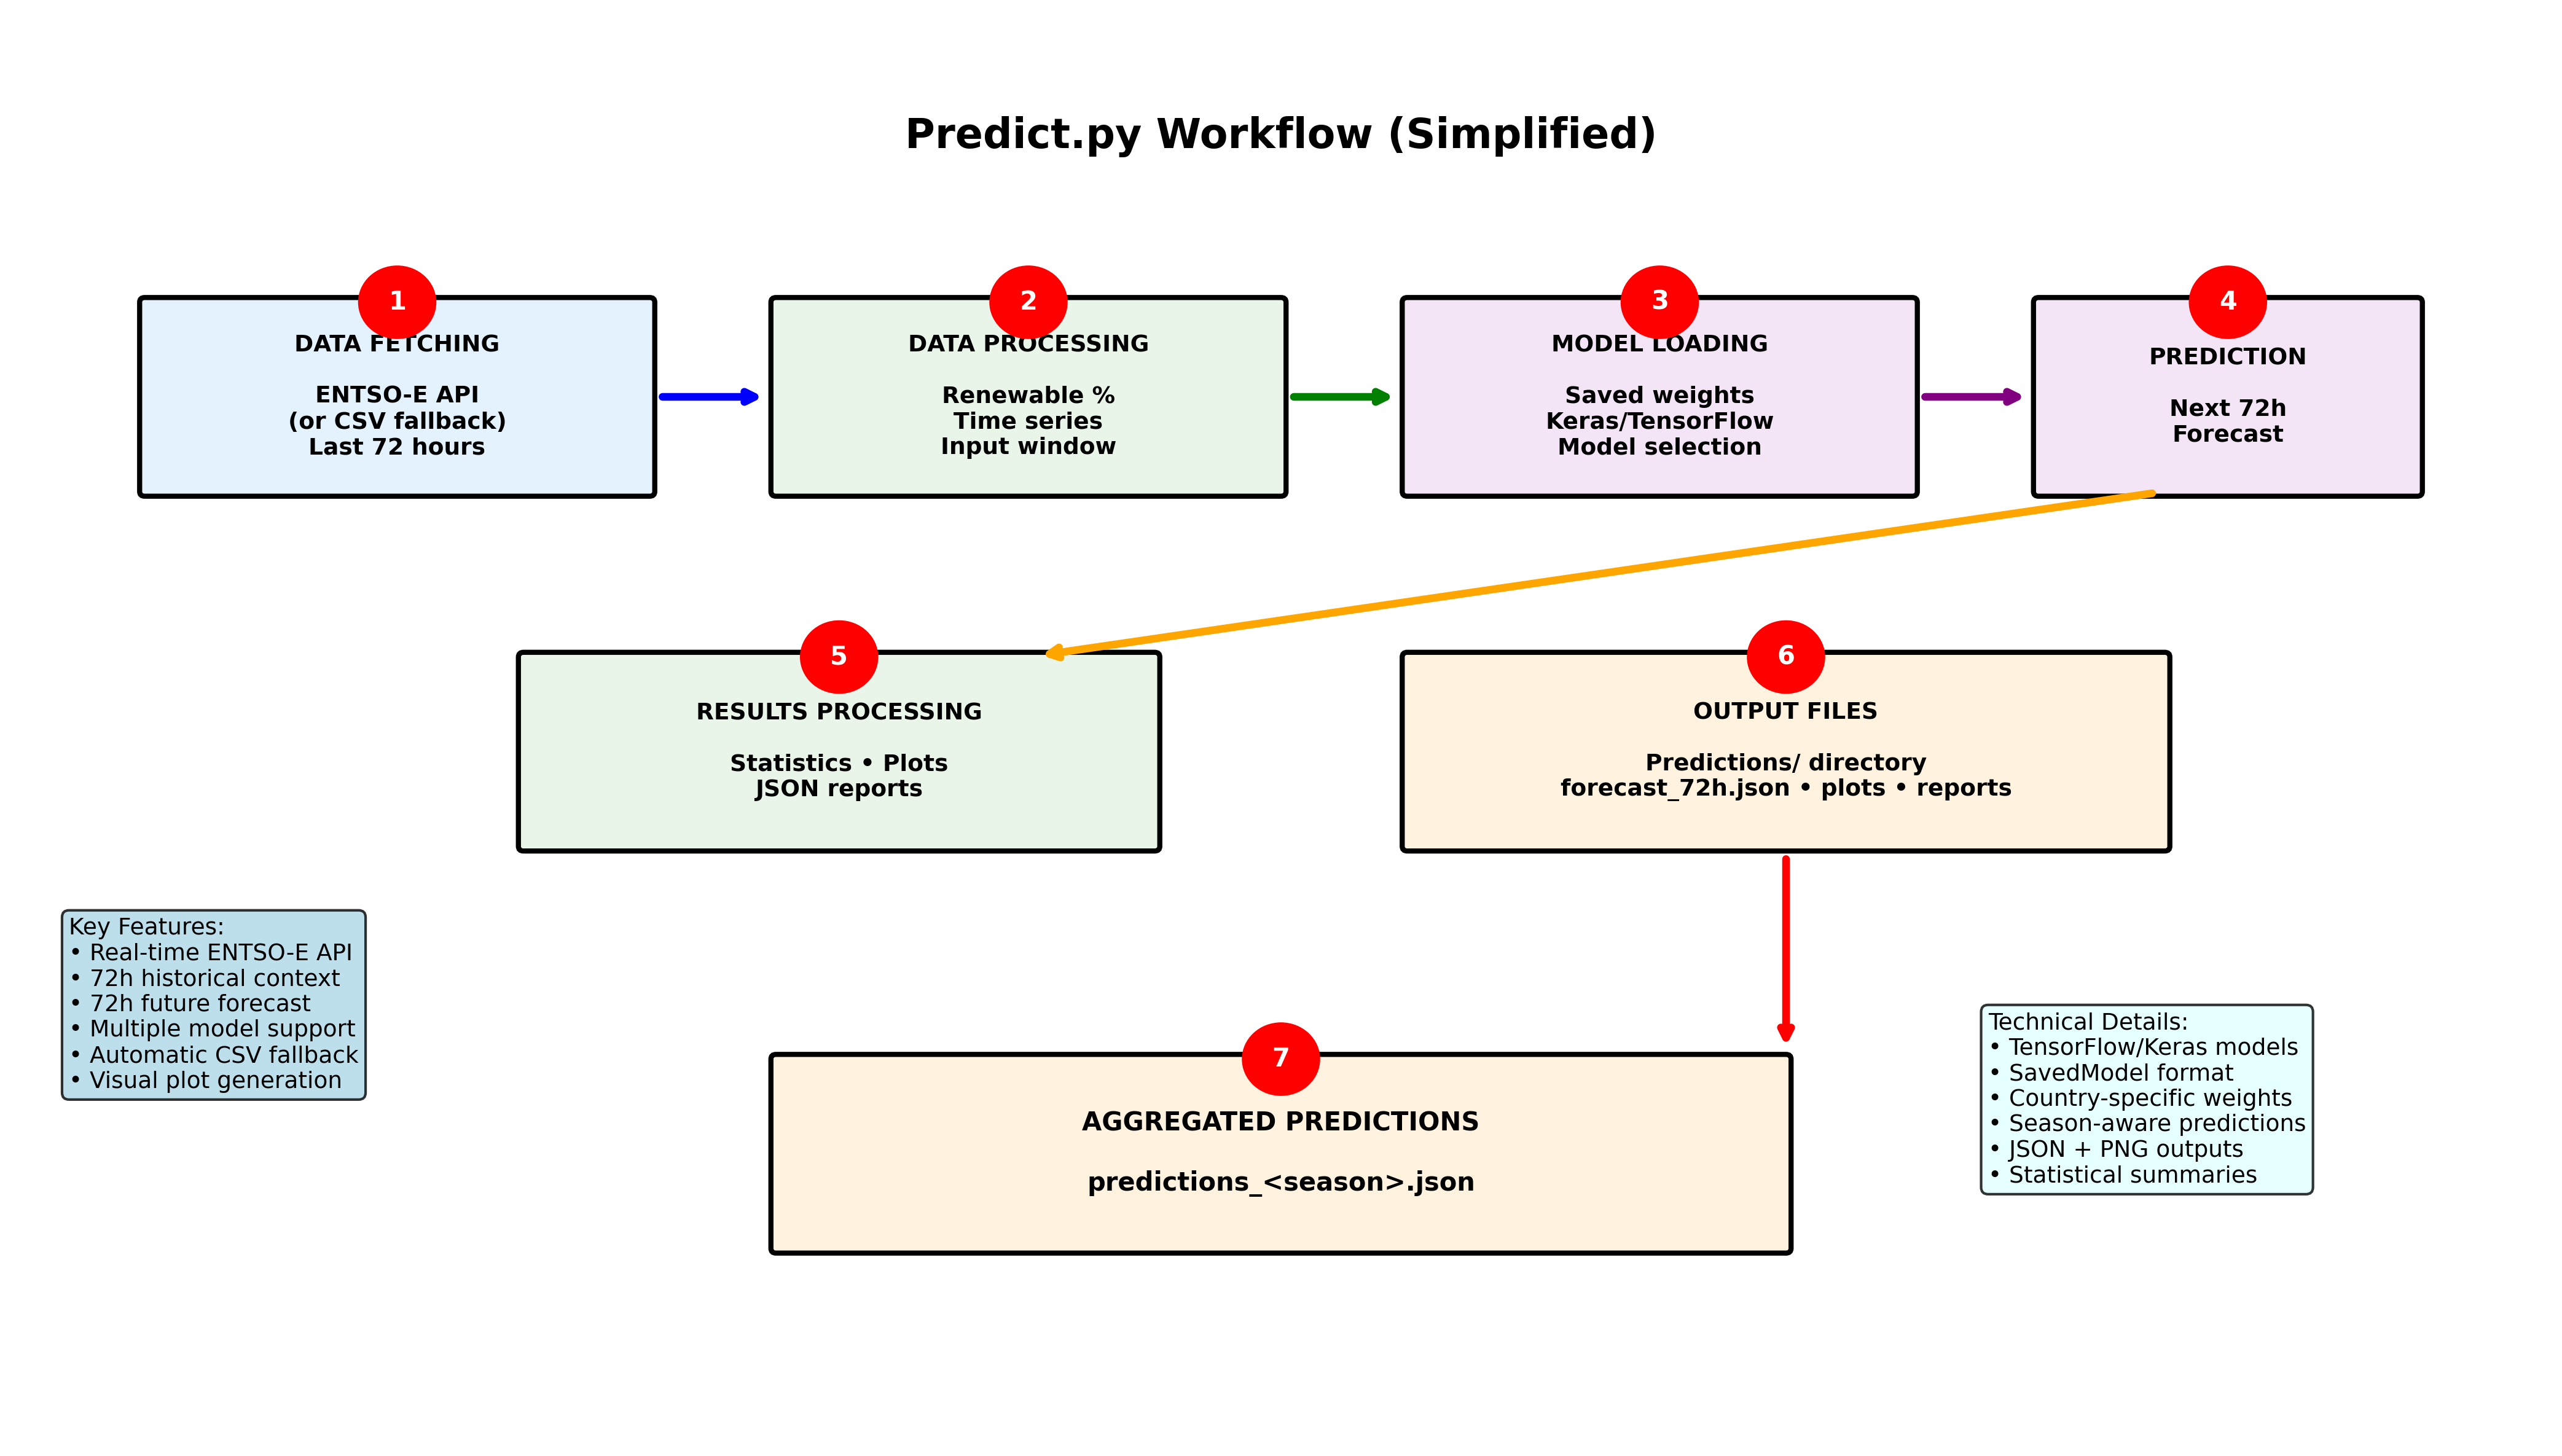 Predict.py Workflow (Simplified)
1
DATA FETCHING
ENTSO-E API
(or CSV fallback)
Last 72 hours
2
DATA PROCESSING
Renewable %
Time series
Input window
3
MODEL LOADING
Saved weights
Keras/TensorFlow
Model selection
4
PREDICTION
Next 72h
Forecast
5
RESULTS PROCESSING
Statistics • Plots
JSON reports
6
OUTPUT FILES
Predictions/ directory
forecast_72h.json • plots • reports
Key Features:
• Real-time ENTSO-E API
• 72h historical context
• 72h future forecast
• Multiple model support
• Automatic CSV fallback
• Visual plot generation
7
AGGREGATED PREDICTIONS
predictions_<season>.json
Technical Details:
• TensorFlow/Keras models
• SavedModel format
• Country-specific weights
• Season-aware predictions
• JSON + PNG outputs
• Statistical summaries